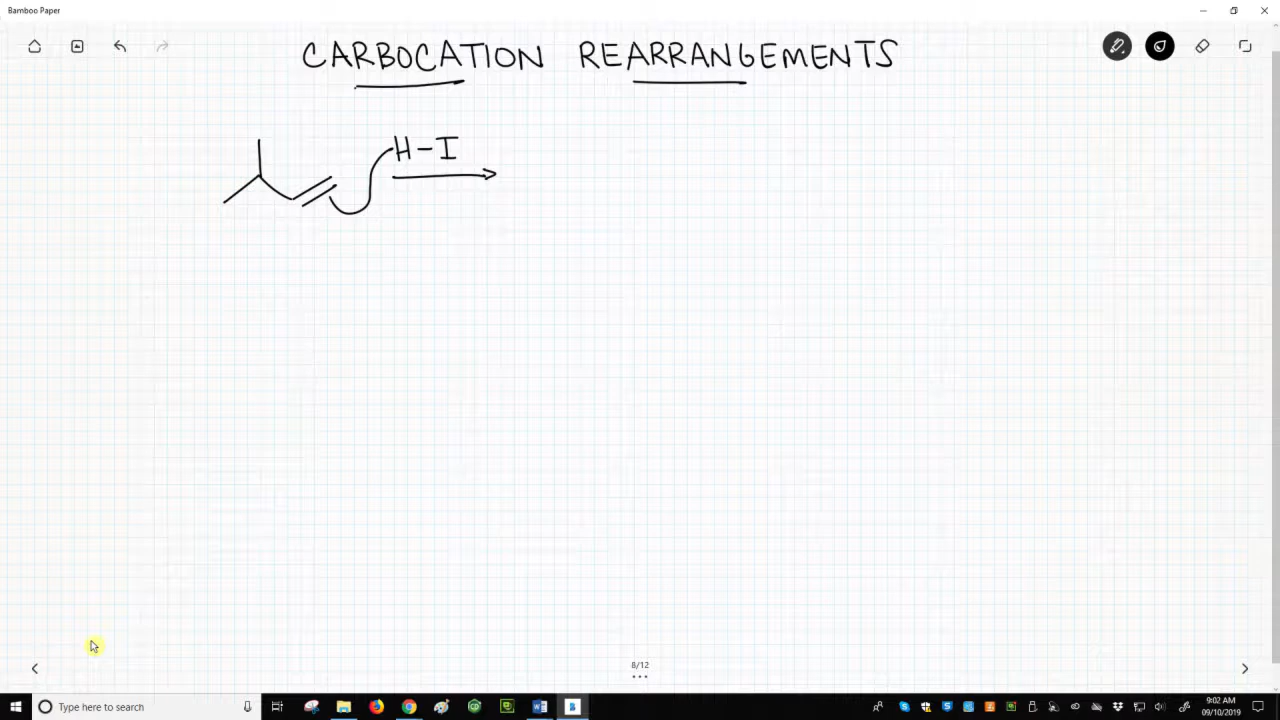 Bamboo Paper
CARBOCATION REARRANGEMENTS
H-I
8/12
Type here to search
9:02 AM
09/10/2019